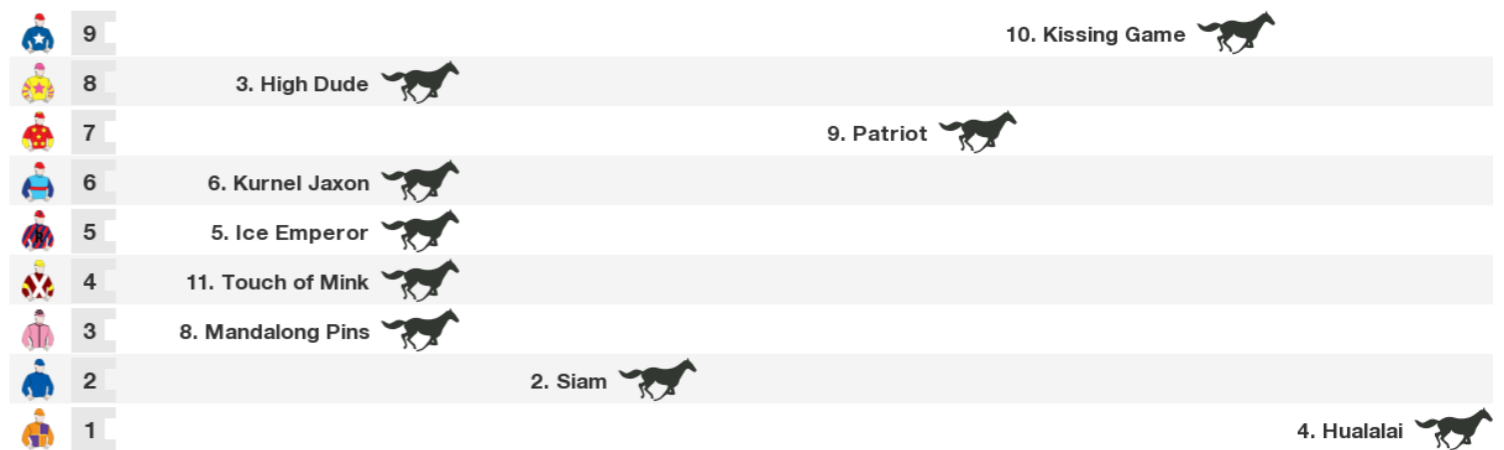 9 10. Kissing Game
8 3. High Dude
7 9. Patriot
6 6. Kurnel Jaxon
5 5. Ice Emperor
4 11. Touch of Mink
3 8. Mandalong Pins
2 2. Siam
1 4. Hualalai